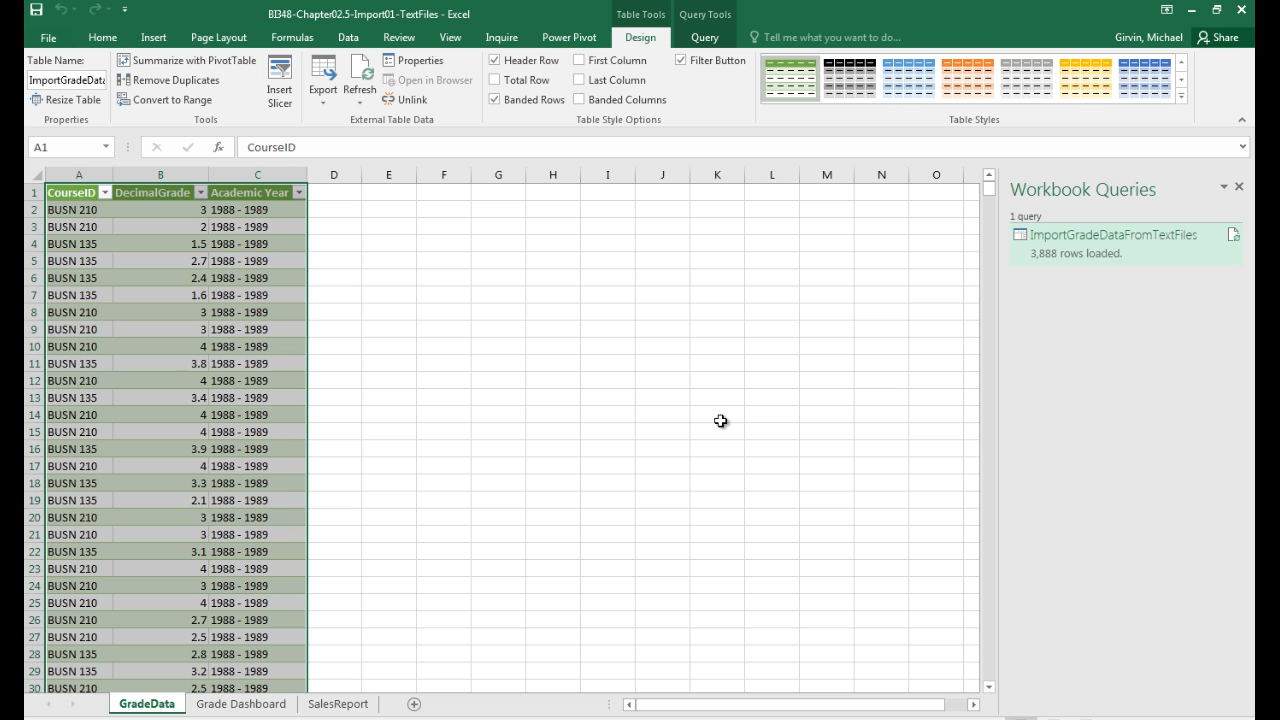 BI348-Chapter02.5-Import01-TextFiles - Excel
Table Tools
Query Tools
File
Home
Insert
Page Layout
Formulas
Data
Review
View
Inquire
Power Pivot
Design
Query
Tell me what you want to do...
Girvin, Michael
Share
Table Name:
ImportGradeData
Resize Table
Properties
Summarize with PivotTable
Remove Duplicates
Convert to Range
Insert
Slicer
Tools
Export
Refresh
Properties
Open in Browser
Unlink
External Table Data
Header Row
Total Row
Banded Rows
First Column
Last Column
Banded Columns
Filter Button
Table Style Options
Table Styles
A1
fx
CourseID
A B C D E F G H I J K L M N O
1 CourseID DecimalGrade Academic Year
2 BUSN 210 3 1988 - 1989
3 BUSN 210 2 1988 - 1989
4 BUSN 135 1.5 1988 - 1989
5 BUSN 135 2.7 1988 - 1989
6 BUSN 135 2.4 1988 - 1989
7 BUSN 135 1.6 1988 - 1989
8 BUSN 210 3 1988 - 1989
9 BUSN 210 3 1988 - 1989
10 BUSN 210 4 1988 - 1989
11 BUSN 135 3.8 1988 - 1989
12 BUSN 210 4 1988 - 1989
13 BUSN 135 3.4 1988 - 1989
14 BUSN 210 4 1988 - 1989
15 BUSN 210 4 1988 - 1989
16 BUSN 135 3.9 1988 - 1989
17 BUSN 210 4 1988 - 1989
18 BUSN 135 3.3 1988 - 1989
19 BUSN 135 2.1 1988 - 1989
20 BUSN 210 3 1988 - 1989
21 BUSN 210 3 1988 - 1989
22 BUSN 135 3.1 1988 - 1989
23 BUSN 210 4 1988 - 1989
24 BUSN 210 3 1988 - 1989
25 BUSN 210 4 1988 - 1989
26 BUSN 210 2.7 1988 - 1989
27 BUSN 210 2.5 1988 - 1989
28 BUSN 135 2.8 1988 - 1989
29 BUSN 135 3.2 1988 - 1989
30 BUSN 210 2.5 1988 - 1989
Workbook Queries
1 query
ImportGradeDataFromTextFiles
3,888 rows loaded.
GradeData
Grade Dashboard
SalesReport